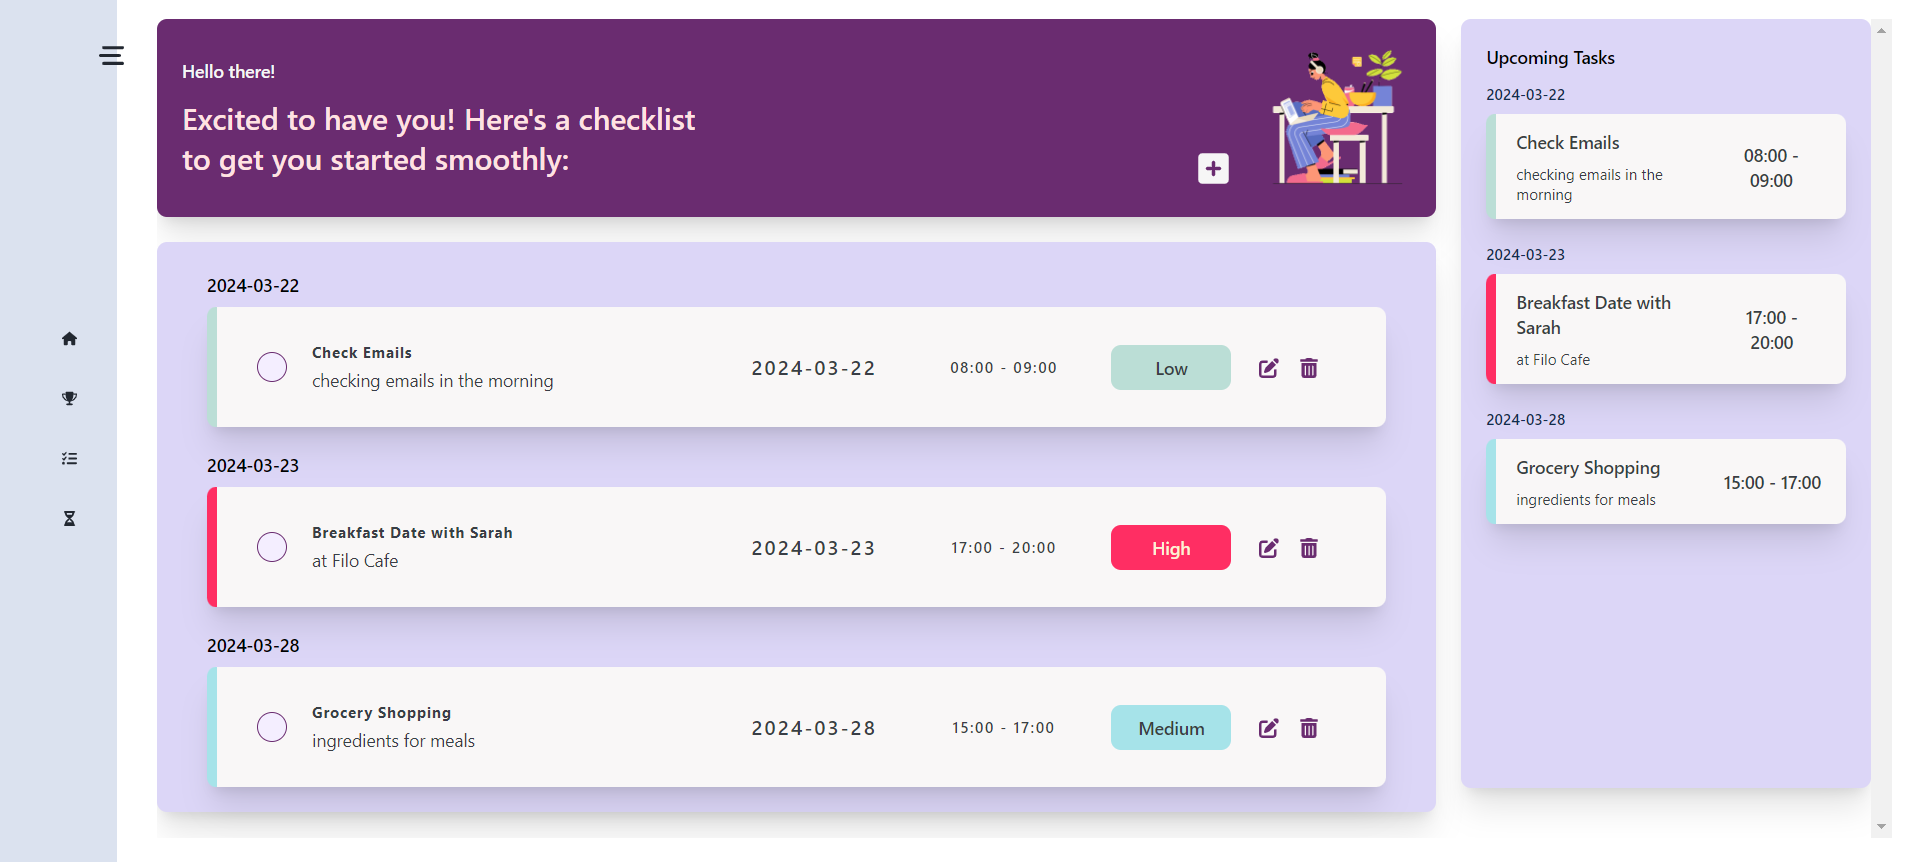 Hello there!
Excited to have you! Here's a checklist
to get you started smoothly:
2024-03-22
Check Emails
checking emails in the morning
2024-03-22
08:00 - 09:00
Low
2024-03-23
Breakfast Date with Sarah
at Filo Cafe
2024-03-23
17:00 - 20:00
High
2024-03-28
Grocery Shopping
ingredients for meals
2024-03-28
15:00 - 17:00
Medium
Upcoming Tasks
2024-03-22
Check Emails
checking emails in the
morning
08:00 -
09:00
2024-03-23
Breakfast Date with
Sarah
at Filo Cafe
17:00 -
20:00
2024-03-28
Grocery Shopping
ingredients for meals
15:00 - 17:00